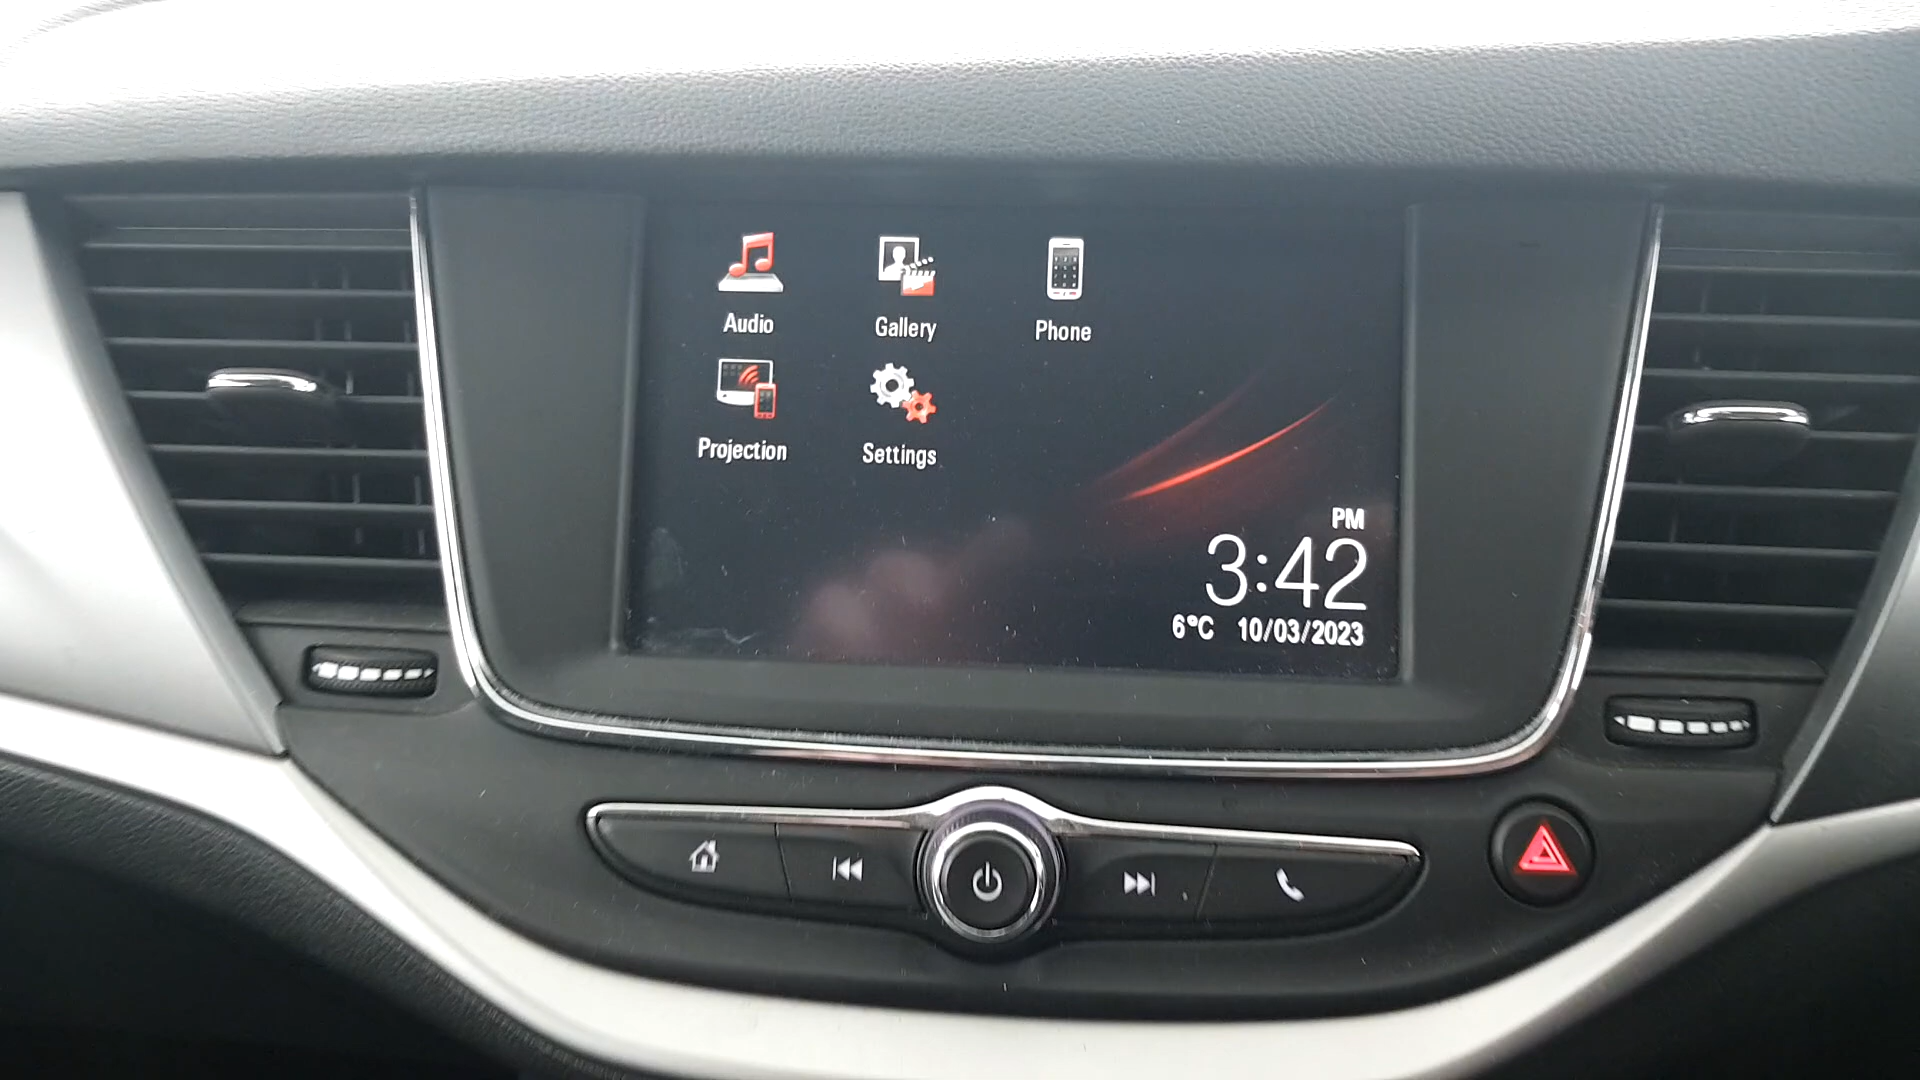 Audio
Gallery
Phone
Projection
Settings
PM
3:42
6°C 10/03/2023